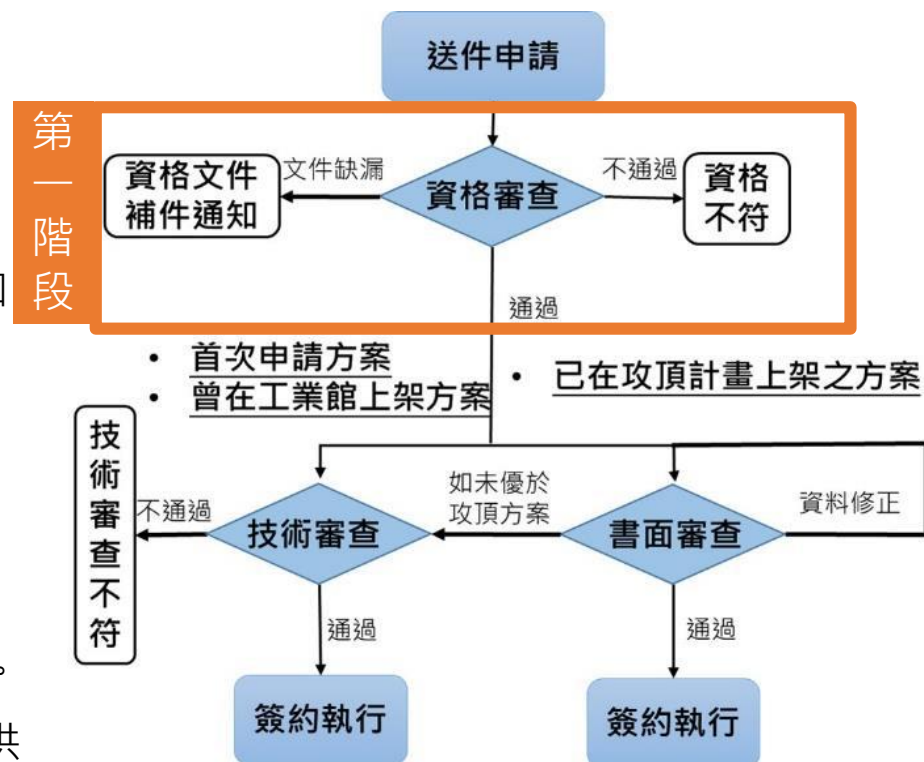 送件申請
第一階段
資格文件
補件通知
文件缺漏
資格審查
不通過
資格
不符
通過
• 首次申請方案
• 曾在工業館上架方案
• 已在攻頂計畫上架之方案
技術審查不符
不通過
技術審查
如未優於
攻頂方案
書面審查
資料修正
通過
通過
。
供
簽約執行
簽約執行